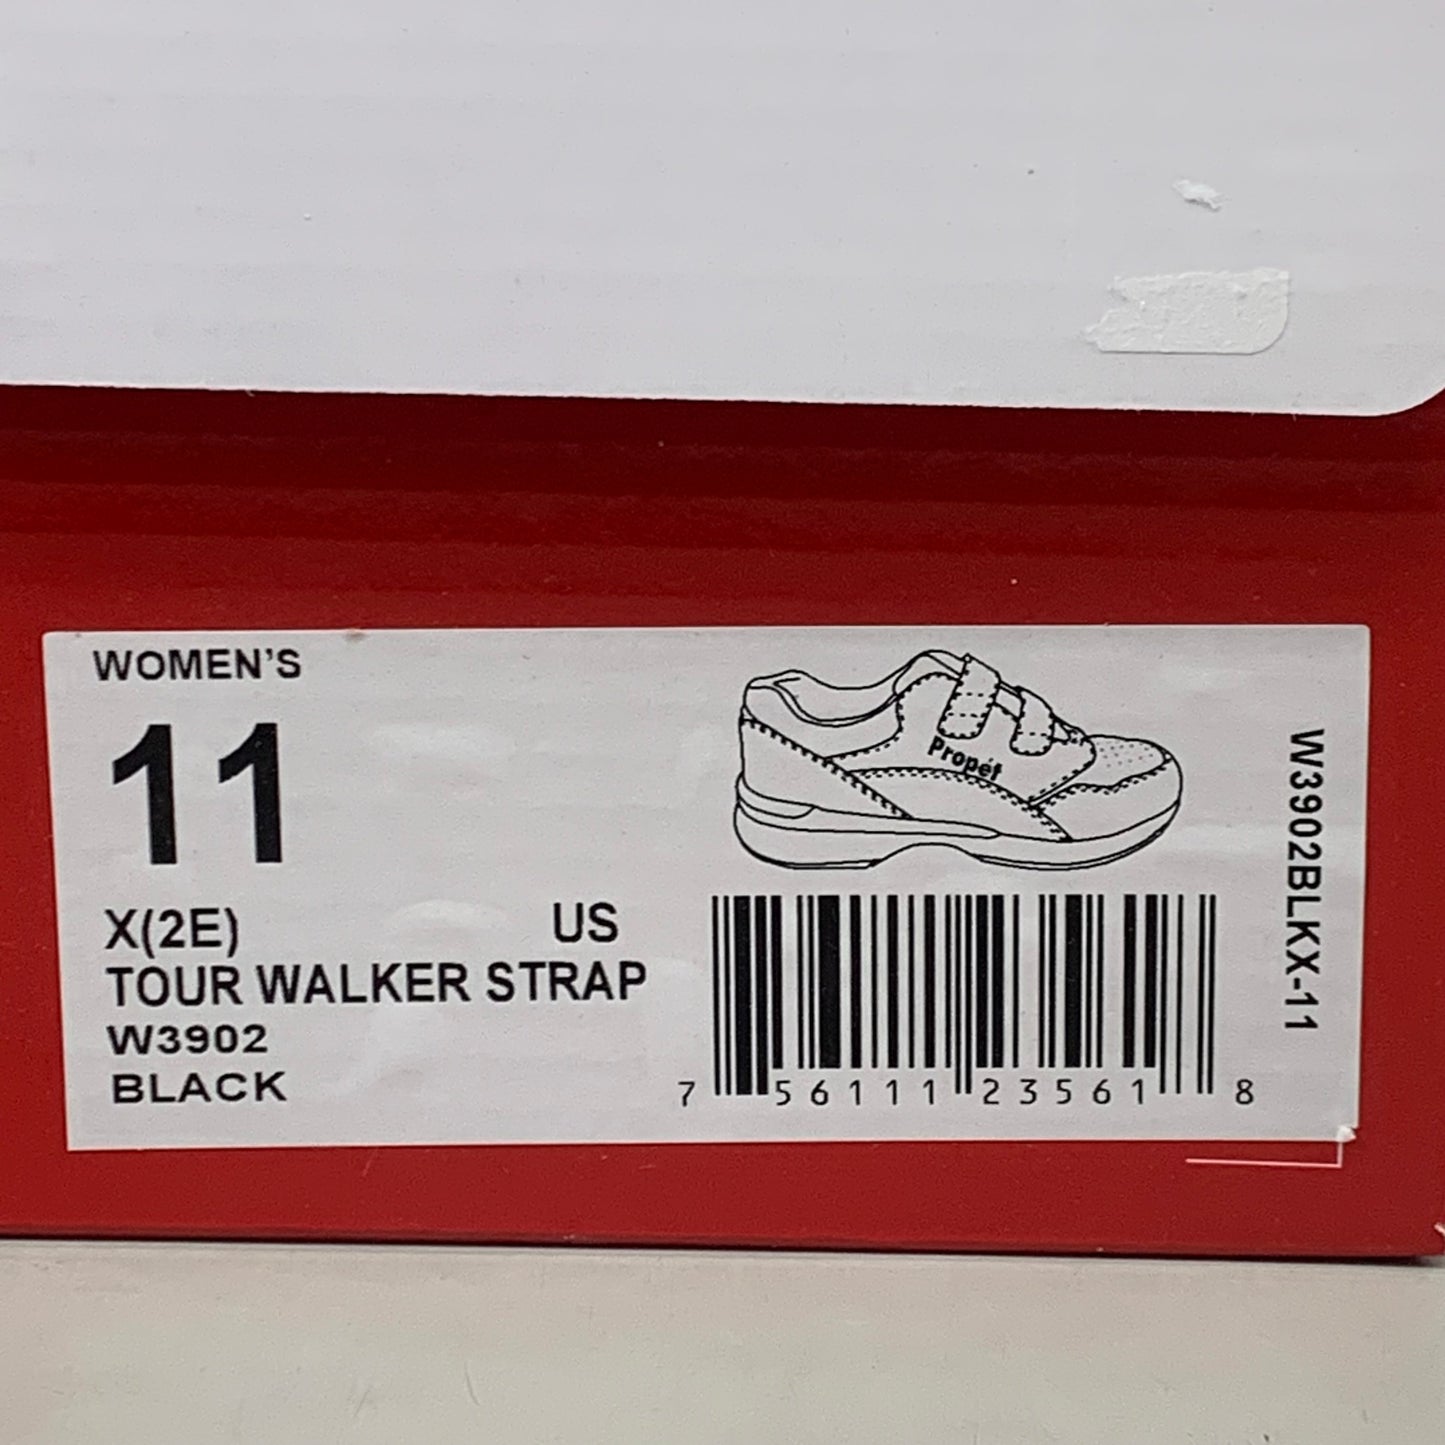 WOMEN'S
11
X(2E) US
TOUR WALKER STRAP
W3902
BLACK
Propét
7 56111 23561 8
W3902BLKX-11